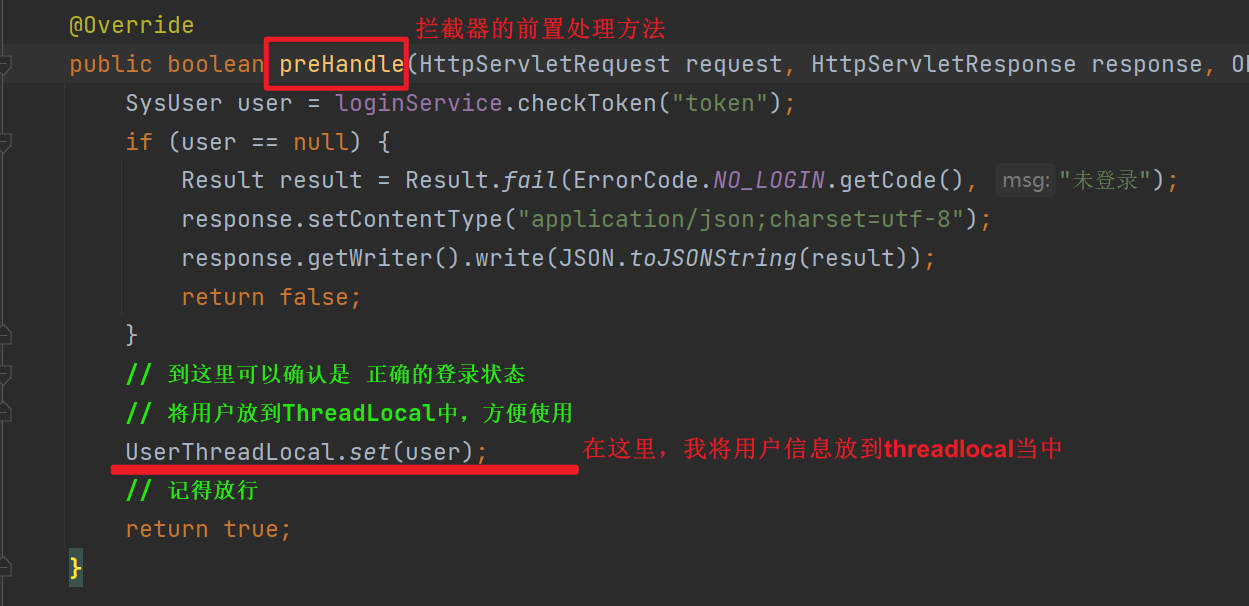 @Override
拦截器的前置处理方法
public boolean preHandle(HttpServletRequest request, HttpServletResponse response,
SysUser user = loginService.checkToken("token");
if (user == null) {
Result result = Result.fail(ErrorCode.NO_LOGIN.getCode(), msg: "未登录");
response.setContentType("application/json;charset=utf-8");
response.getWriter().write(JSON.toJSONString(result));
return false;
}
// 到这里可以确认是 正确的登录状态
// 将用户放到ThreadLocal中，方便使用
UserThreadLocal.set(user);
在这里，我将用户信息放到threadlocal当中
// 记得放行
return true;
}